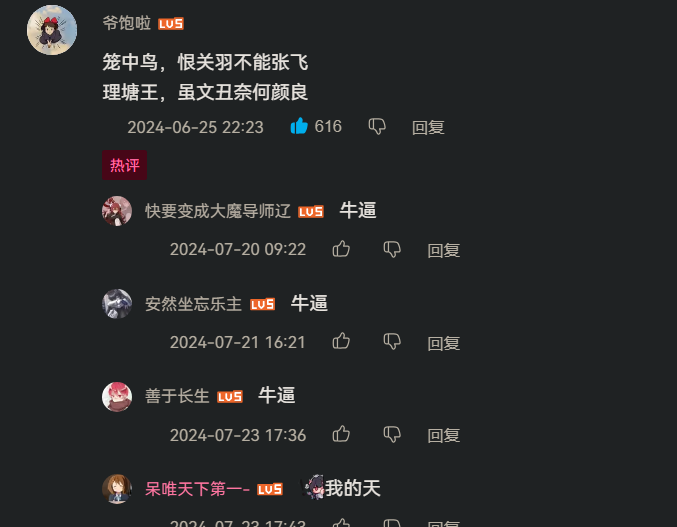 爷饱啦 LV5
笼中鸟，恨关羽不能张飞
理塘王，虽文丑奈何颜良
2024-06-25 22:23 616 回复
热评
快要变成大魔导师辽 LV5 牛逼
2024-07-20 09:22 回复
安然坐忘乐主 LV5 牛逼
2024-07-21 16:21 回复
善于长生 LV5 牛逼
2024-07-23 17:36 回复
呆唯天下第一- LV5 我的天
2024-07-23 17:43 回复